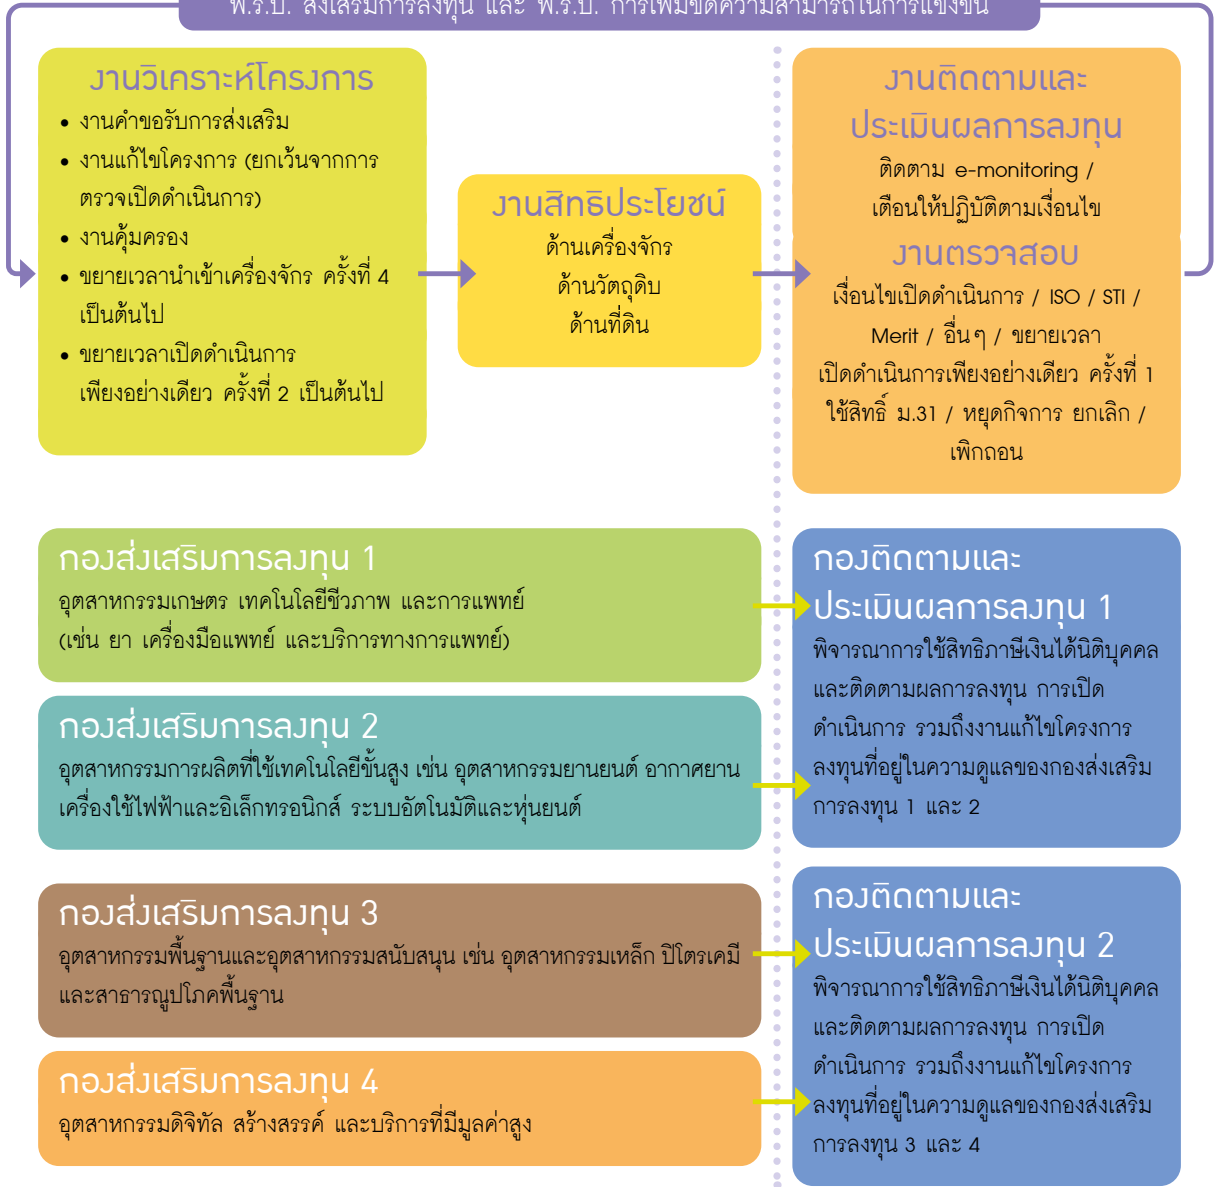 พ.ร.บ. ส่งเสริมการลงทุน และ พ.ร.บ. การเพิ่มขีดความสามารถในการแข่งขัน
งานวิเคราะห์โครงการ
• งานคำขอรับการส่งเสริม
• งานแก้ไขโครงการ (ยกเว้นจากการ
ตรวจเปิดดำเนินการ)
• งานคุ้มครอง
• ขยายเวลานำเข้าเครื่องจักร ครั้งที่ 4
เป็นต้นไป
• ขยายเวลาเปิดดำเนินการ
เพียงอย่างเดียว ครั้งที่ 2 เป็นต้นไป
งานสิทธิประโยชน์
ด้านเครื่องจักร
ด้านวัตถุดิบ
ด้านที่ดิน
งานติดตามและ
ประเมินผลการลงทุน
ติดตาม e-monitoring /
เตือนให้ปฏิบัติตามเงื่อนไข
งานตรวจสอบ
เงื่อนไขเปิดดำเนินการ / ISO / STI /
Merit / อื่นๆ / ขยายเวลา
เปิดดำเนินการเพียงอย่างเดียว ครั้งที่ 1
ใช้สิทธิ์ ม.31 / หยุดกิจการ ยกเลิก /
เพิกถอน
กองส่งเสริมการลงทุน 1
อุตสาหกรรมเกษตร เทคโนโลยีชีวภาพ และการแพทย์
(เช่น ยา เครื่องมือแพทย์ และบริการทางการแพทย์)
กองส่งเสริมการลงทุน 2
อุตสาหกรรมการผลิตที่ใช้เทคโนโลยีขั้นสูง เช่น อุตสาหกรรมยานยนต์ อากาศยาน
เครื่องใช้ไฟฟ้าและอิเล็กทรอนิกส์ ระบบอัตโนมัติและหุ่นยนต์
กองติดตามและ
ประเมินผลการลงทุน 1
พิจารณาการใช้สิทธิภาษีเงินได้นิติบุคคล
และติดตามผลการลงทุน การเปิด
ดำเนินการ รวมถึงงานแก้ไขโครงการ
ลงทุนที่อยู่ในความดูแลของกองส่งเสริม
การลงทุน 1 และ 2
กองส่งเสริมการลงทุน 3
อุตสาหกรรมพื้นฐานและอุตสาหกรรมสนับสนุน เช่น อุตสาหกรรมเหล็ก ปิโตรเคมี
และสาธารณูปโภคพื้นฐาน
กองส่งเสริมการลงทุน 4
อุตสาหกรรมดิจิทัล สร้างสรรค์ และบริการที่มีมูลค่าสูง
กองติดตามและ
ประเมินผลการลงทุน 2
พิจารณาการใช้สิทธิภาษีเงินได้นิติบุคคล
และติดตามผลการลงทุน การเปิด
ดำเนินการ รวมถึงงานแก้ไขโครงการ
ลงทุนที่อยู่ในความดูแลของกองส่งเสริม
การลงทุน 3 และ 4